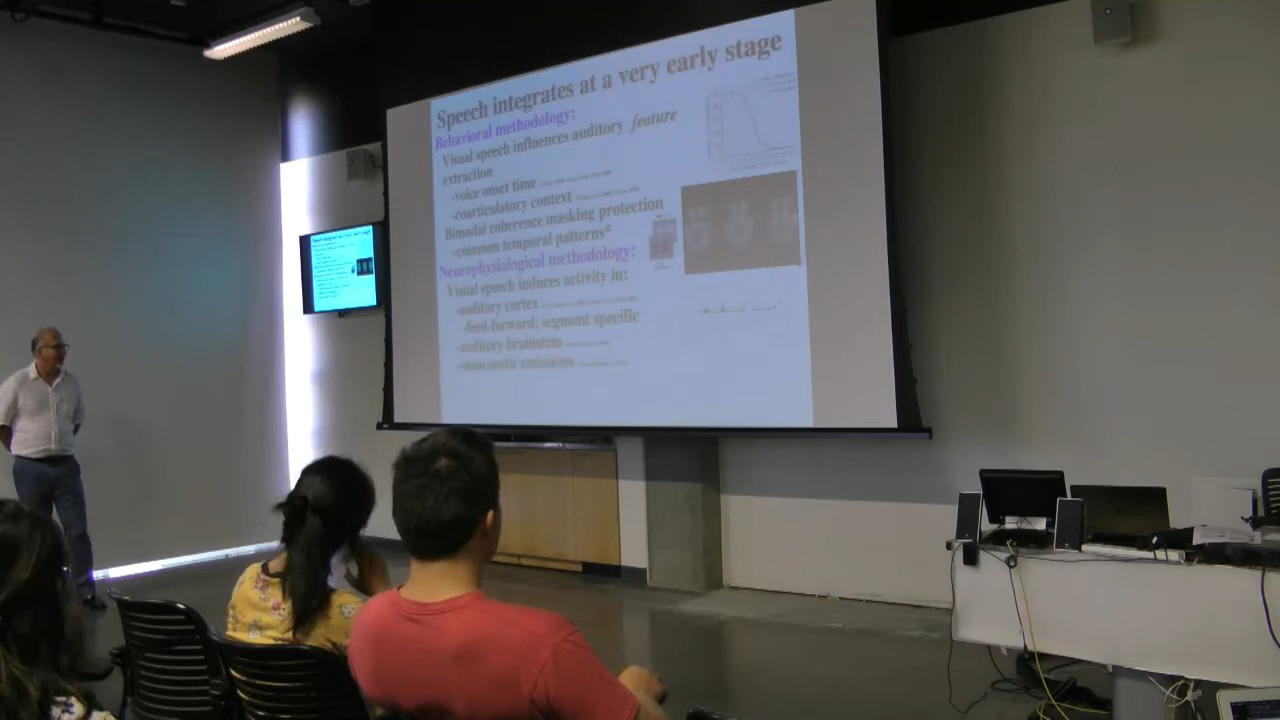 Speech integrates at a very early stage
Behavioral methodology:
Visual speech influences auditory feature
extraction
-voice onset time
-coarticulatory context
Bimodal coherence masking protection
-common temporal patterns*
Neurophysiological methodology:
Visual speech induces activity in:
-auditory cortex
-feed-forward: segment specific
-auditory brainstem
-otoacoustic emissions